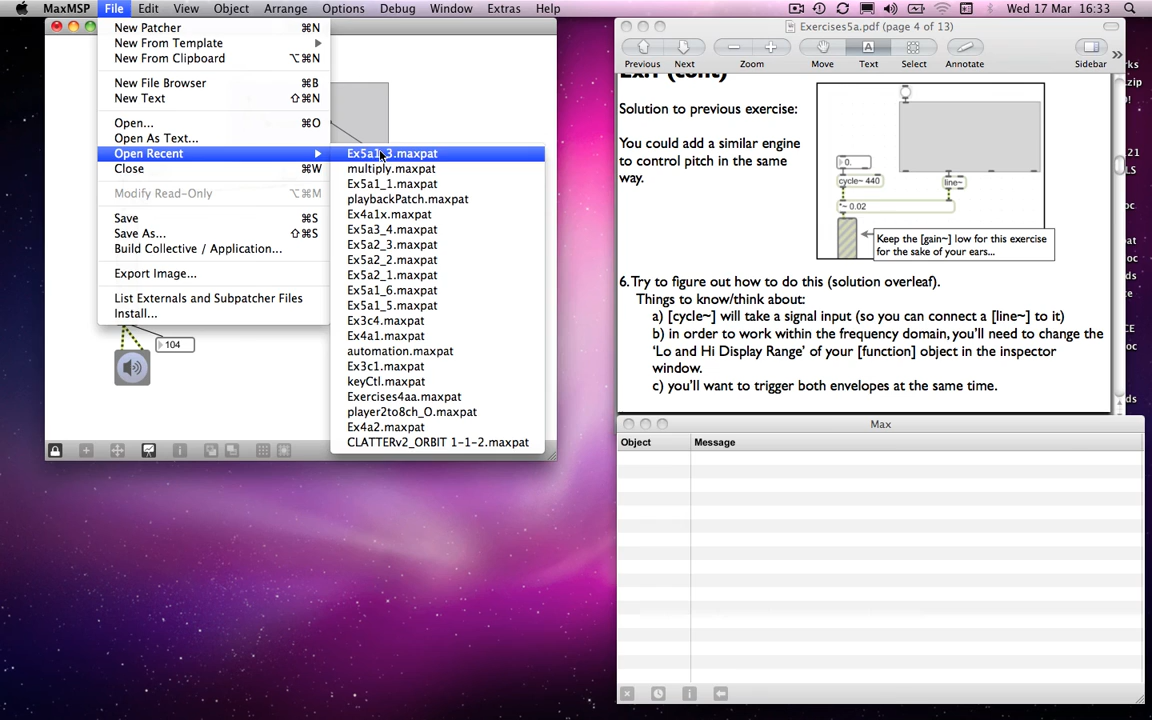 MaxMSP File Edit View Object Arrange Options Debug Window Extras Help Wed 17 Mar 16:33
New Patcher ⌘N
New From Template
New From Clipboard ⌥⌘N
New File Browser ⌘B
New Text ⇧⌘N
Open... ⌘O
Open As Text...
Open Recent
Close ⌘W
Modify Read-Only ⌥⌘M
Save ⌘S
Save As... ⇧⌘S
Build Collective / Application...
Export Image...
List Externals and Subpatcher Files
Install...
multiply.maxpat
Ex5a1_1.maxpat
playbackPatch.maxpat
Ex4a1x.maxpat
Ex5a3_4.maxpat
Ex5a2_3.maxpat
Ex5a2_2.maxpat
Ex5a2_1.maxpat
Ex5a1_6.maxpat
Ex5a1_5.maxpat
Ex3c4.maxpat
Ex4a1.maxpat
automation.maxpat
Ex3c1.maxpat
keyCtl.maxpat
Exercises4aa.maxpat
player2to8ch_O.maxpat
Ex4a2.maxpat
CLATTERv2_ORBIT 1-1-2.maxpat
104
Exercises5a.pdf (page 4 of 13)
Previous Next Zoom Move Text Select Annotate Sidebar
Solution to previous exercise:
You could add a similar engine
to control pitch in the same
way.
0.
cycle~ 440
line~
*~ 0.02
Keep the [gain~] low for this exercise
for the sake of your ears...
6. Try to figure out how to do this (solution overleaf).
Things to know/think about:
a) [cycle~] will take a signal input (so you can connect a [line~] to it)
b) in order to work within the frequency domain, you'll need to change the
'Lo and Hi Display Range' of your [function] object in the inspector
window.
c) you'll want to trigger both envelopes at the same time.
Max
Object Message